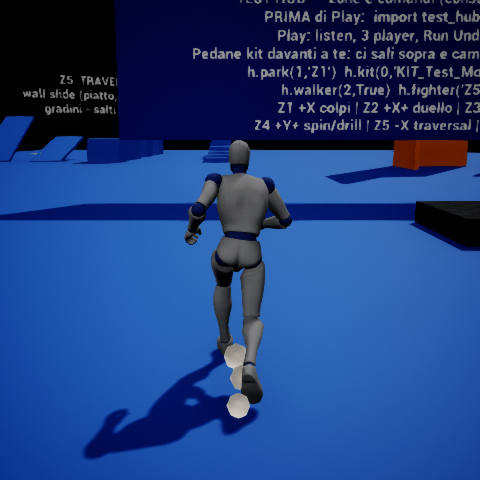 PRIMA di Play: import test_hub
Play: listen, 3 player, Run Und
Pedane kit davanti a te: ci sali sopra e cam
h.park(1,'Z1') h.kit(0,'KIT_Test_Mo
h.walker(2,True) h.fighter('Z5
Z1 +X colpi | Z2 +X+ duello | Z3
Z4 +Y+ spin/drill | Z5 -X traversal |
Z5 TRAVE
wall slide (piatto,
gradini - salti